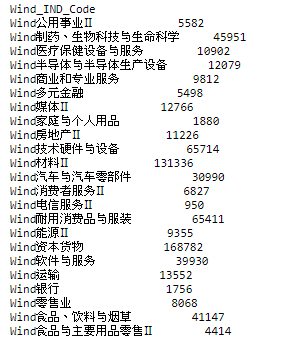 Wind_IND_Code
Wind公用事业Ⅱ 5582
Wind制药、生物科技与生命科学 45951
Wind医疗保健设备与服务 10902
Wind半导体与半导体生产设备 12079
Wind商业和专业服务 9812
Wind多元金融 5498
Wind媒体Ⅱ 12766
Wind家庭与个人用品 1880
Wind房地产Ⅱ 11226
Wind技术硬件与设备 65714
Wind材料Ⅱ 131336
Wind汽车与汽车零部件 30990
Wind消费者服务Ⅱ 6827
Wind电信服务Ⅱ 950
Wind耐用消费品与服装 65411
Wind能源Ⅱ 9355
Wind资本货物 168782
Wind软件与服务 39930
Wind运输 13552
Wind银行 1756
Wind零售业 8068
Wind食品、饮料与烟草 41147
Wind食品与主要用品零售Ⅱ 4414